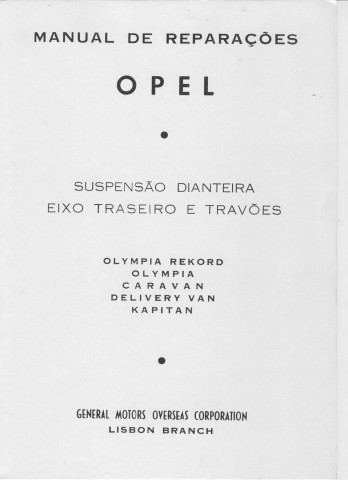 MANUAL DE REPARAÇÕES
OPEL
SUSPENSÃO DIANTEIRA
EIXO TRASEIRO E TRAVÕES
OLYMPIA REKORD
OLYMPIA
CARAVAN
DELIVERY VAN
KAPITAN
GENERAL MOTORS OVERSEAS CORPORATION
LISBON BRANCH